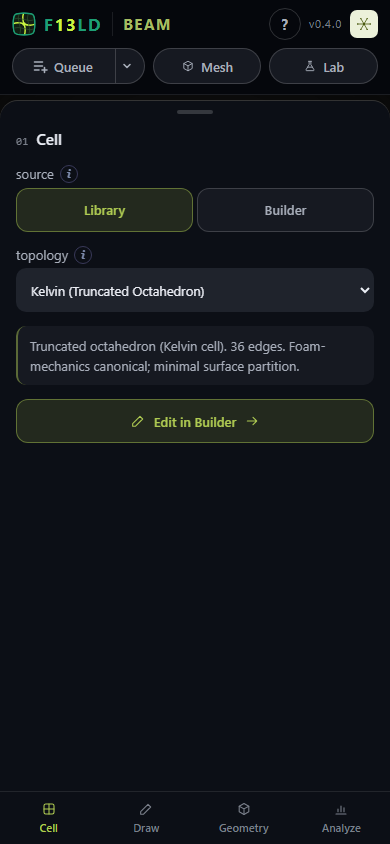 F13LD BEAM ? v0.4.0
Queue Mesh Lab
01 Cell
source i
Library Builder
topology i
Kelvin (Truncated Octahedron)
Truncated octahedron (Kelvin cell). 36 edges. Foam-
mechanics canonical; minimal surface partition.
Edit in Builder →
Cell Draw Geometry Analyze